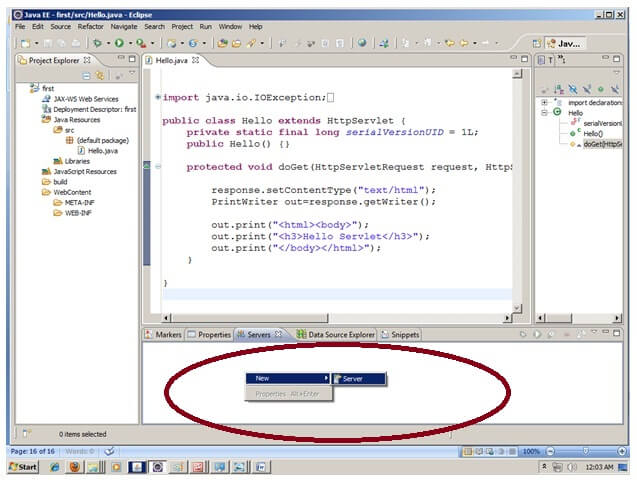 Java EE - first/src/Hello.java - Eclipse
File Edit Source Refactor Navigate Search Project Run Window Help
Java...
Project Explorer
Hello.java
T
first
JAX-WS Web Services
Deployment Descriptor: first
Java Resources
src
(default package)
Hello.java
Libraries
JavaScript Resources
build
WebContent
META-INF
WEB-INF
import java.io.IOException;
public class Hello extends HttpServlet {
private static final long serialVersionUID = 1L;
public Hello() {}
protected void doGet(HttpServletRequest request, HttpS
response.setContentType("text/html");
PrintWriter out=response.getWriter();
out.print("<html><body>");
out.print("<h3>Hello Servlet</h3>");
out.print("</body></html>");
}
}
import declarations
Hello
serialVersionU
Hello()
doGet(HttpSe
Markers Properties Servers Data Source Explorer Snippets
New Server
Properties Alt+Enter
0 items selected
Page: 16 of 16 Words: 0 100%
Start 12:03 AM